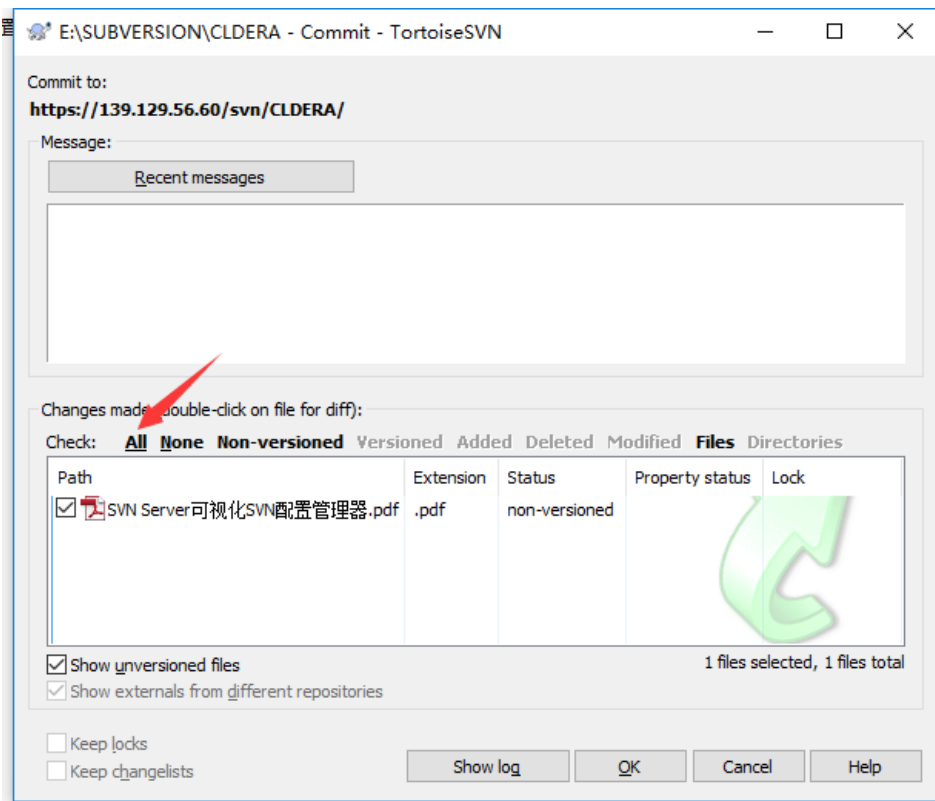 置
E:\SUBVERSION\CLDERA - Commit - TortoiseSVN
Commit to:
https://139.129.56.60/svn/CLDERA/
Message:
Recent messages
Changes made (double-click on file for diff):
Check: All None Non-versioned Versioned Added Deleted Modified Files Directories
Path Extension Status Property status Lock
SVN Server可视化SVN配置管理器.pdf .pdf non-versioned
Show unversioned files
1 files selected, 1 files total
Show externals from different repositories
Keep locks
Keep changelists
Show log OK Cancel Help